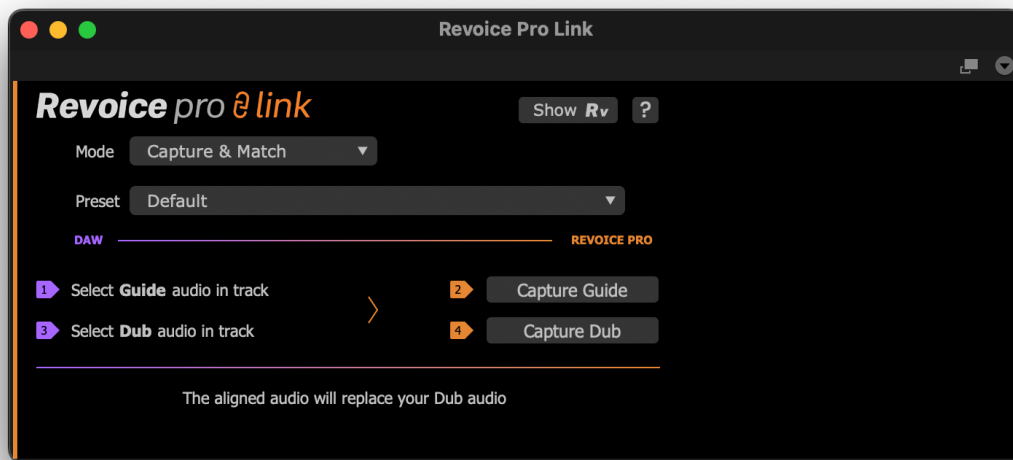 Revoice Pro Link
Revoice pro link
Show Rv ?
Mode Capture & Match
Preset Default
DAW REVOICE PRO
1 Select Guide audio in track 2 Capture Guide
3 Select Dub audio in track 4 Capture Dub
The aligned audio will replace your Dub audio